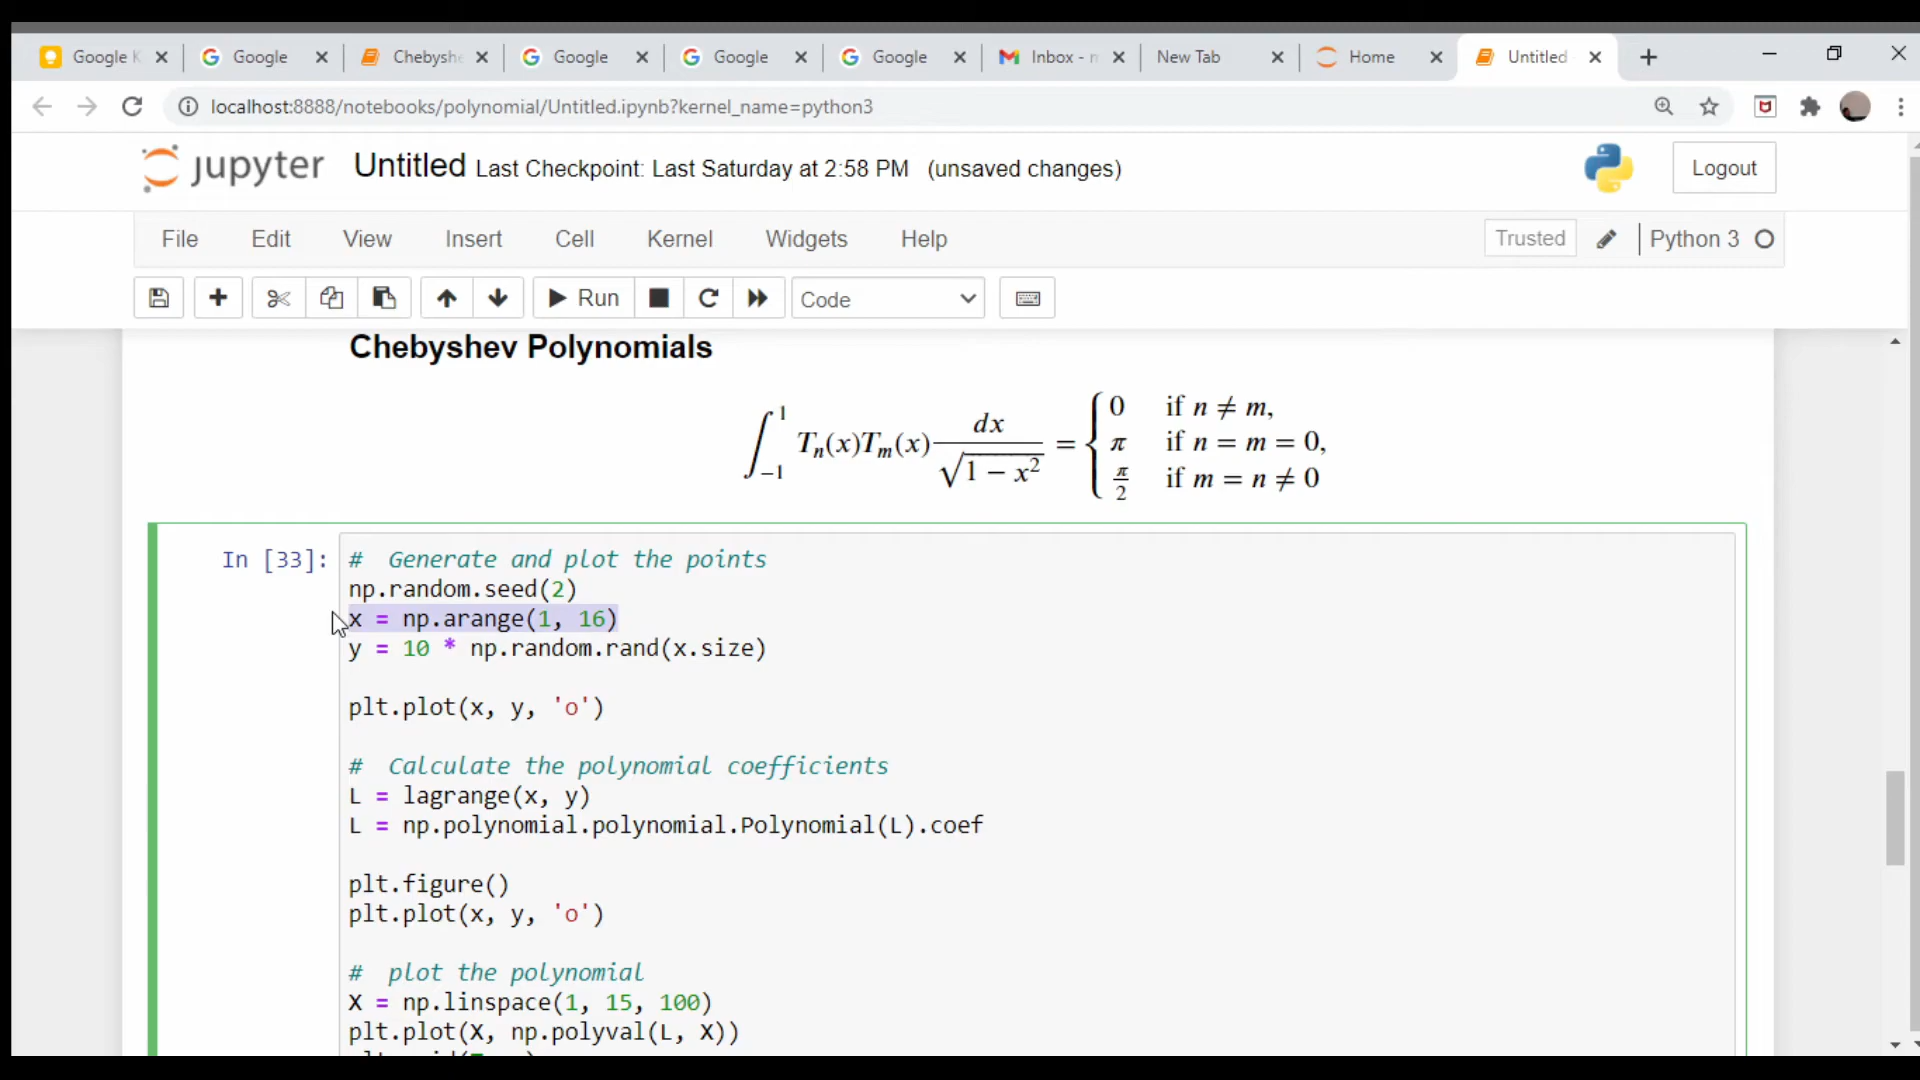 Google K
Google
Chebysh
Google
Google
Google
Inbox - m
New Tab
Home
Untitled
localhost:8888/notebooks/polynomial/Untitled.ipynb?kernel_name=python3
jupyter Untitled Last Checkpoint: Last Saturday at 2:58 PM (unsaved changes)
Logout
File Edit View Insert Cell Kernel Widgets Help
Trusted
Python 3
Run
Code
Chebyshev Polynomials
∫_{-1}^{1} T_n(x)T_m(x) dx/√(1 − x²) = { 0 if n ≠ m,
π if n = m = 0,
π/2 if m = n ≠ 0
In [33]:
# Generate and plot the points
np.random.seed(2)
x = np.arange(1, 16)
y = 10 * np.random.rand(x.size)
plt.plot(x, y, 'o')
# Calculate the polynomial coefficients
L = lagrange(x, y)
L = np.polynomial.polynomial.Polynomial(L).coef
plt.figure()
plt.plot(x, y, 'o')
# plot the polynomial
X = np.linspace(1, 15, 100)
plt.plot(X, np.polyval(L, X))